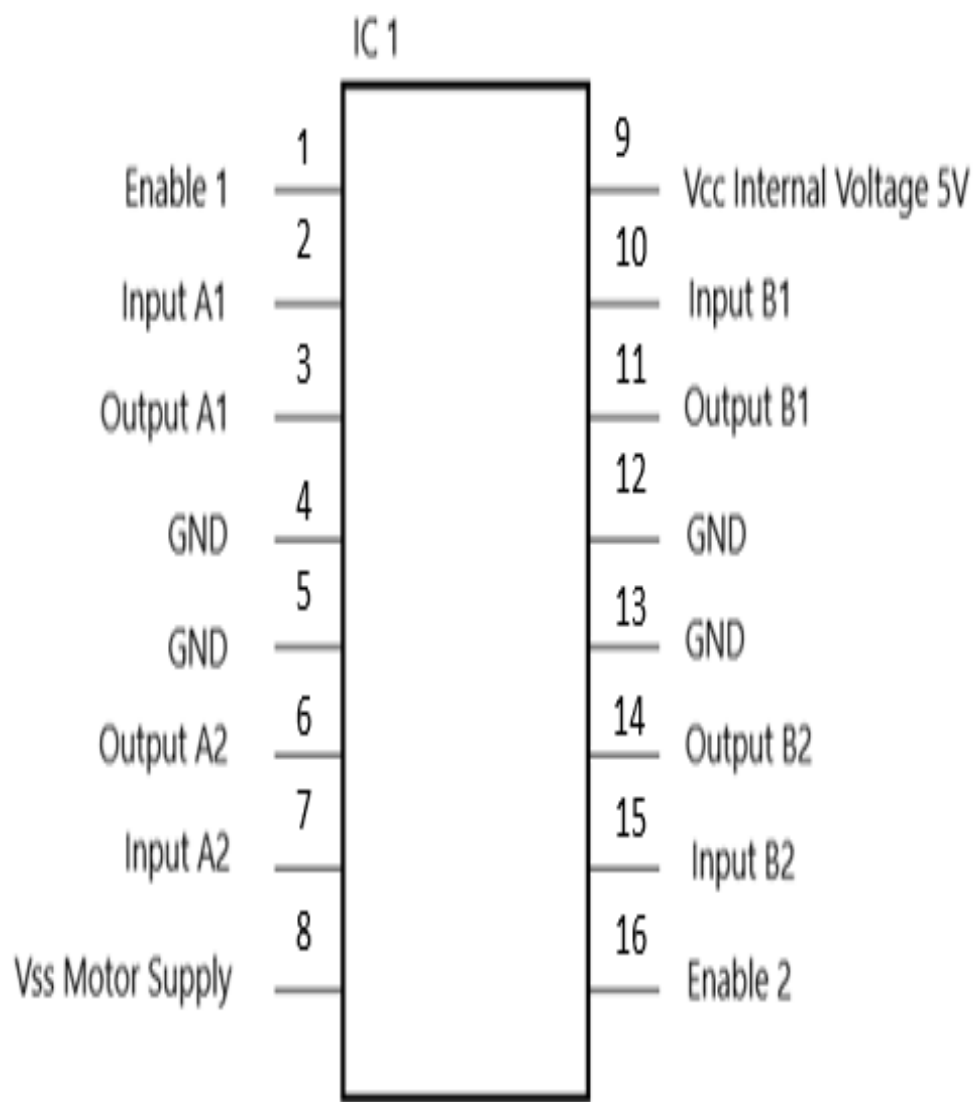 IC 1
1
Enable 1
2
Input A1
3
Output A1
4
GND
5
GND
6
Output A2
7
Input A2
8
Vss Motor Supply
9
Vcc Internal Voltage 5V
10
Input B1
11
Output B1
12
GND
13
GND
14
Output B2
15
Input B2
16
Enable 2